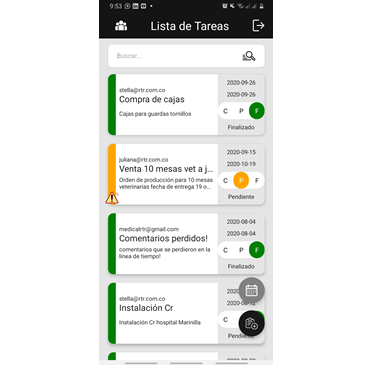 9:53
Lista de Tareas
Buscar...
stella@rtr.com.co
Compra de cajas
Cajas para guardas tornillos
2020-09-26
2020-09-26
C P F
Finalizado
juliana@rtr.com.co
Venta 10 mesas vet a j...
Orden de producción para 10 mesas
veterinarias fecha de entrega 19 o...
2020-09-15
2020-10-19
C P F
Pendiente
medicalrtr@gmail.com
Comentarios perdidos!
comentarios que se perdieron en la
línea de tiempo!
2020-08-04
2020-08-04
C P F
Finalizado
stella@rtr.com.co
Instalación Cr
Instalación Cr hospital Marinilla
C